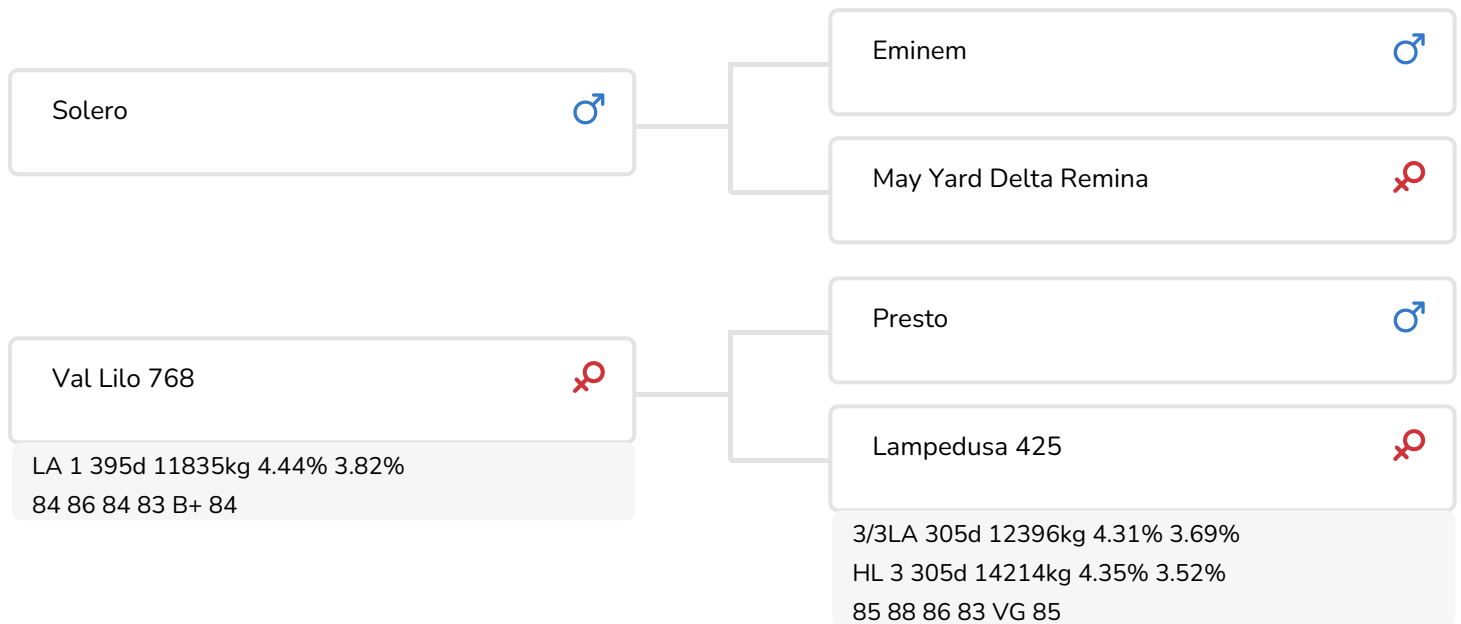 Solero
Val Lilo 768
LA 1 395d 11835kg 4.44% 3.82%
84 86 84 83 B+ 84
Eminem
May Yard Delta Remina
Presto
Lampedusa 425
3/3LA 305d 12396kg 4.31% 3.69%
HL 3 305d 14214kg 4.35% 3.52%
85 88 86 83 VG 85